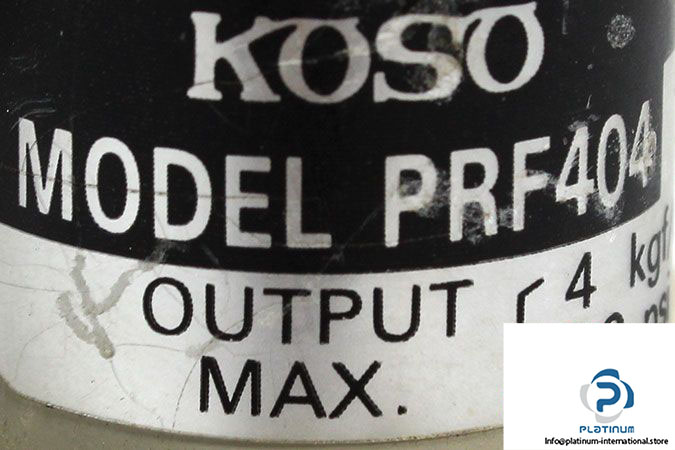 KOSO
MODEL PRF404
OUTPUT 4 kgf
MAX.
PLATINUM
Info@platinum-international.store